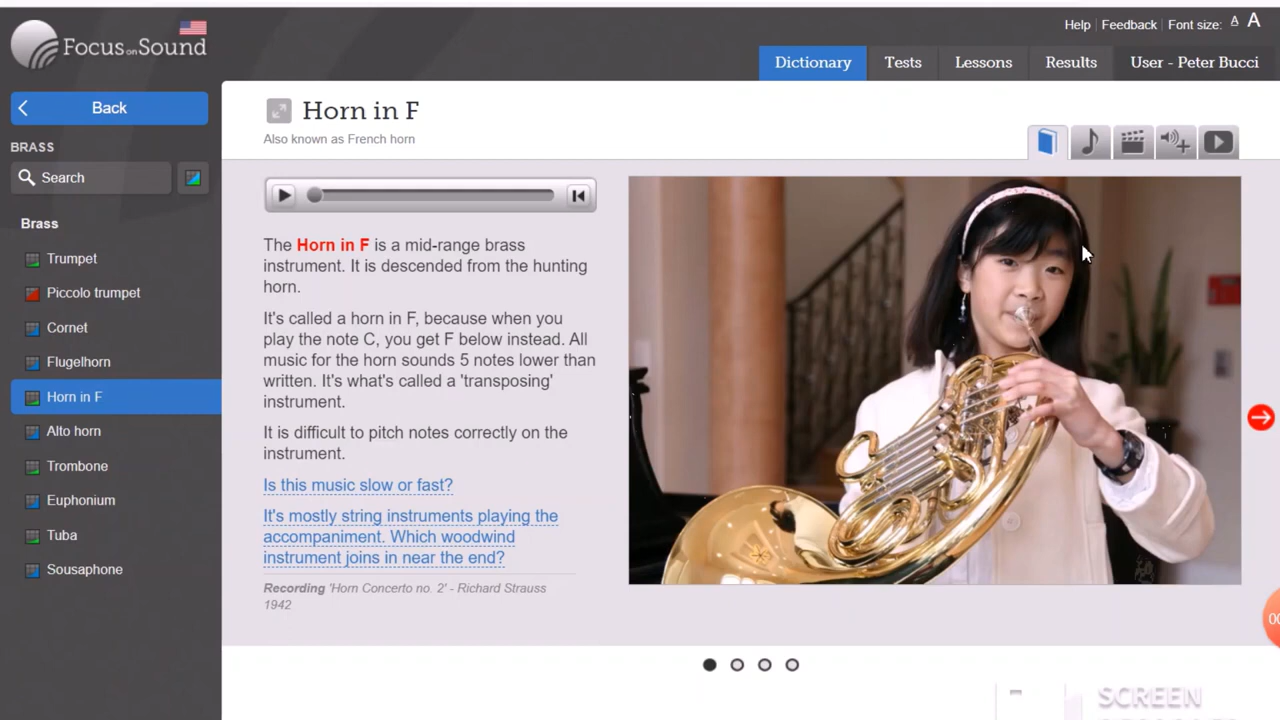 Focus on Sound
Help Feedback Font size: A A
Dictionary Tests Lessons Results User - Peter Bucci
Back
BRASS
Search
Brass
Trumpet
Piccolo trumpet
Cornet
Flugelhorn
Horn in F
Alto horn
Trombone
Euphonium
Tuba
Sousaphone
Horn in F
Also known as French horn
The Horn in F is a mid-range brass
instrument. It is descended from the hunting
horn.
It's called a horn in F, because when you
play the note C, you get F below instead. All
music for the horn sounds 5 notes lower than
written. It's what's called a 'transposing'
instrument.
It is difficult to pitch notes correctly on the
instrument.
Is this music slow or fast?
It's mostly string instruments playing the
accompaniment. Which woodwind
instrument joins in near the end?
Recording 'Horn Concerto no. 2' - Richard Strauss
1942
SCREEN